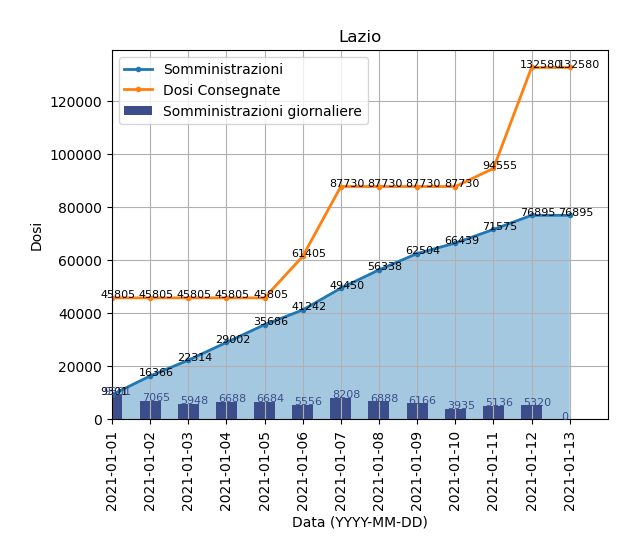 Lazio
Somministrazioni
Dosi Consegnate
Somministrazioni giornaliere
Dosi
120000
100000
80000
60000
40000
20000
0
132580 132580
94555
87730 87730 87730 87730
61405
45805 45805 45805 45805 45805
16366 22314 29002 35686 41242 49450 56338 62504 66439 71575 76895 76895
7065 5948 6688 6684 5556 8208 6888 6166 3935 5136 5320 0
2021-01-01
2021-01-02
2021-01-03
2021-01-04
2021-01-05
2021-01-06
2021-01-07
2021-01-08
2021-01-09
2021-01-10
2021-01-11
2021-01-12
2021-01-13
Data (YYYY-MM-DD)